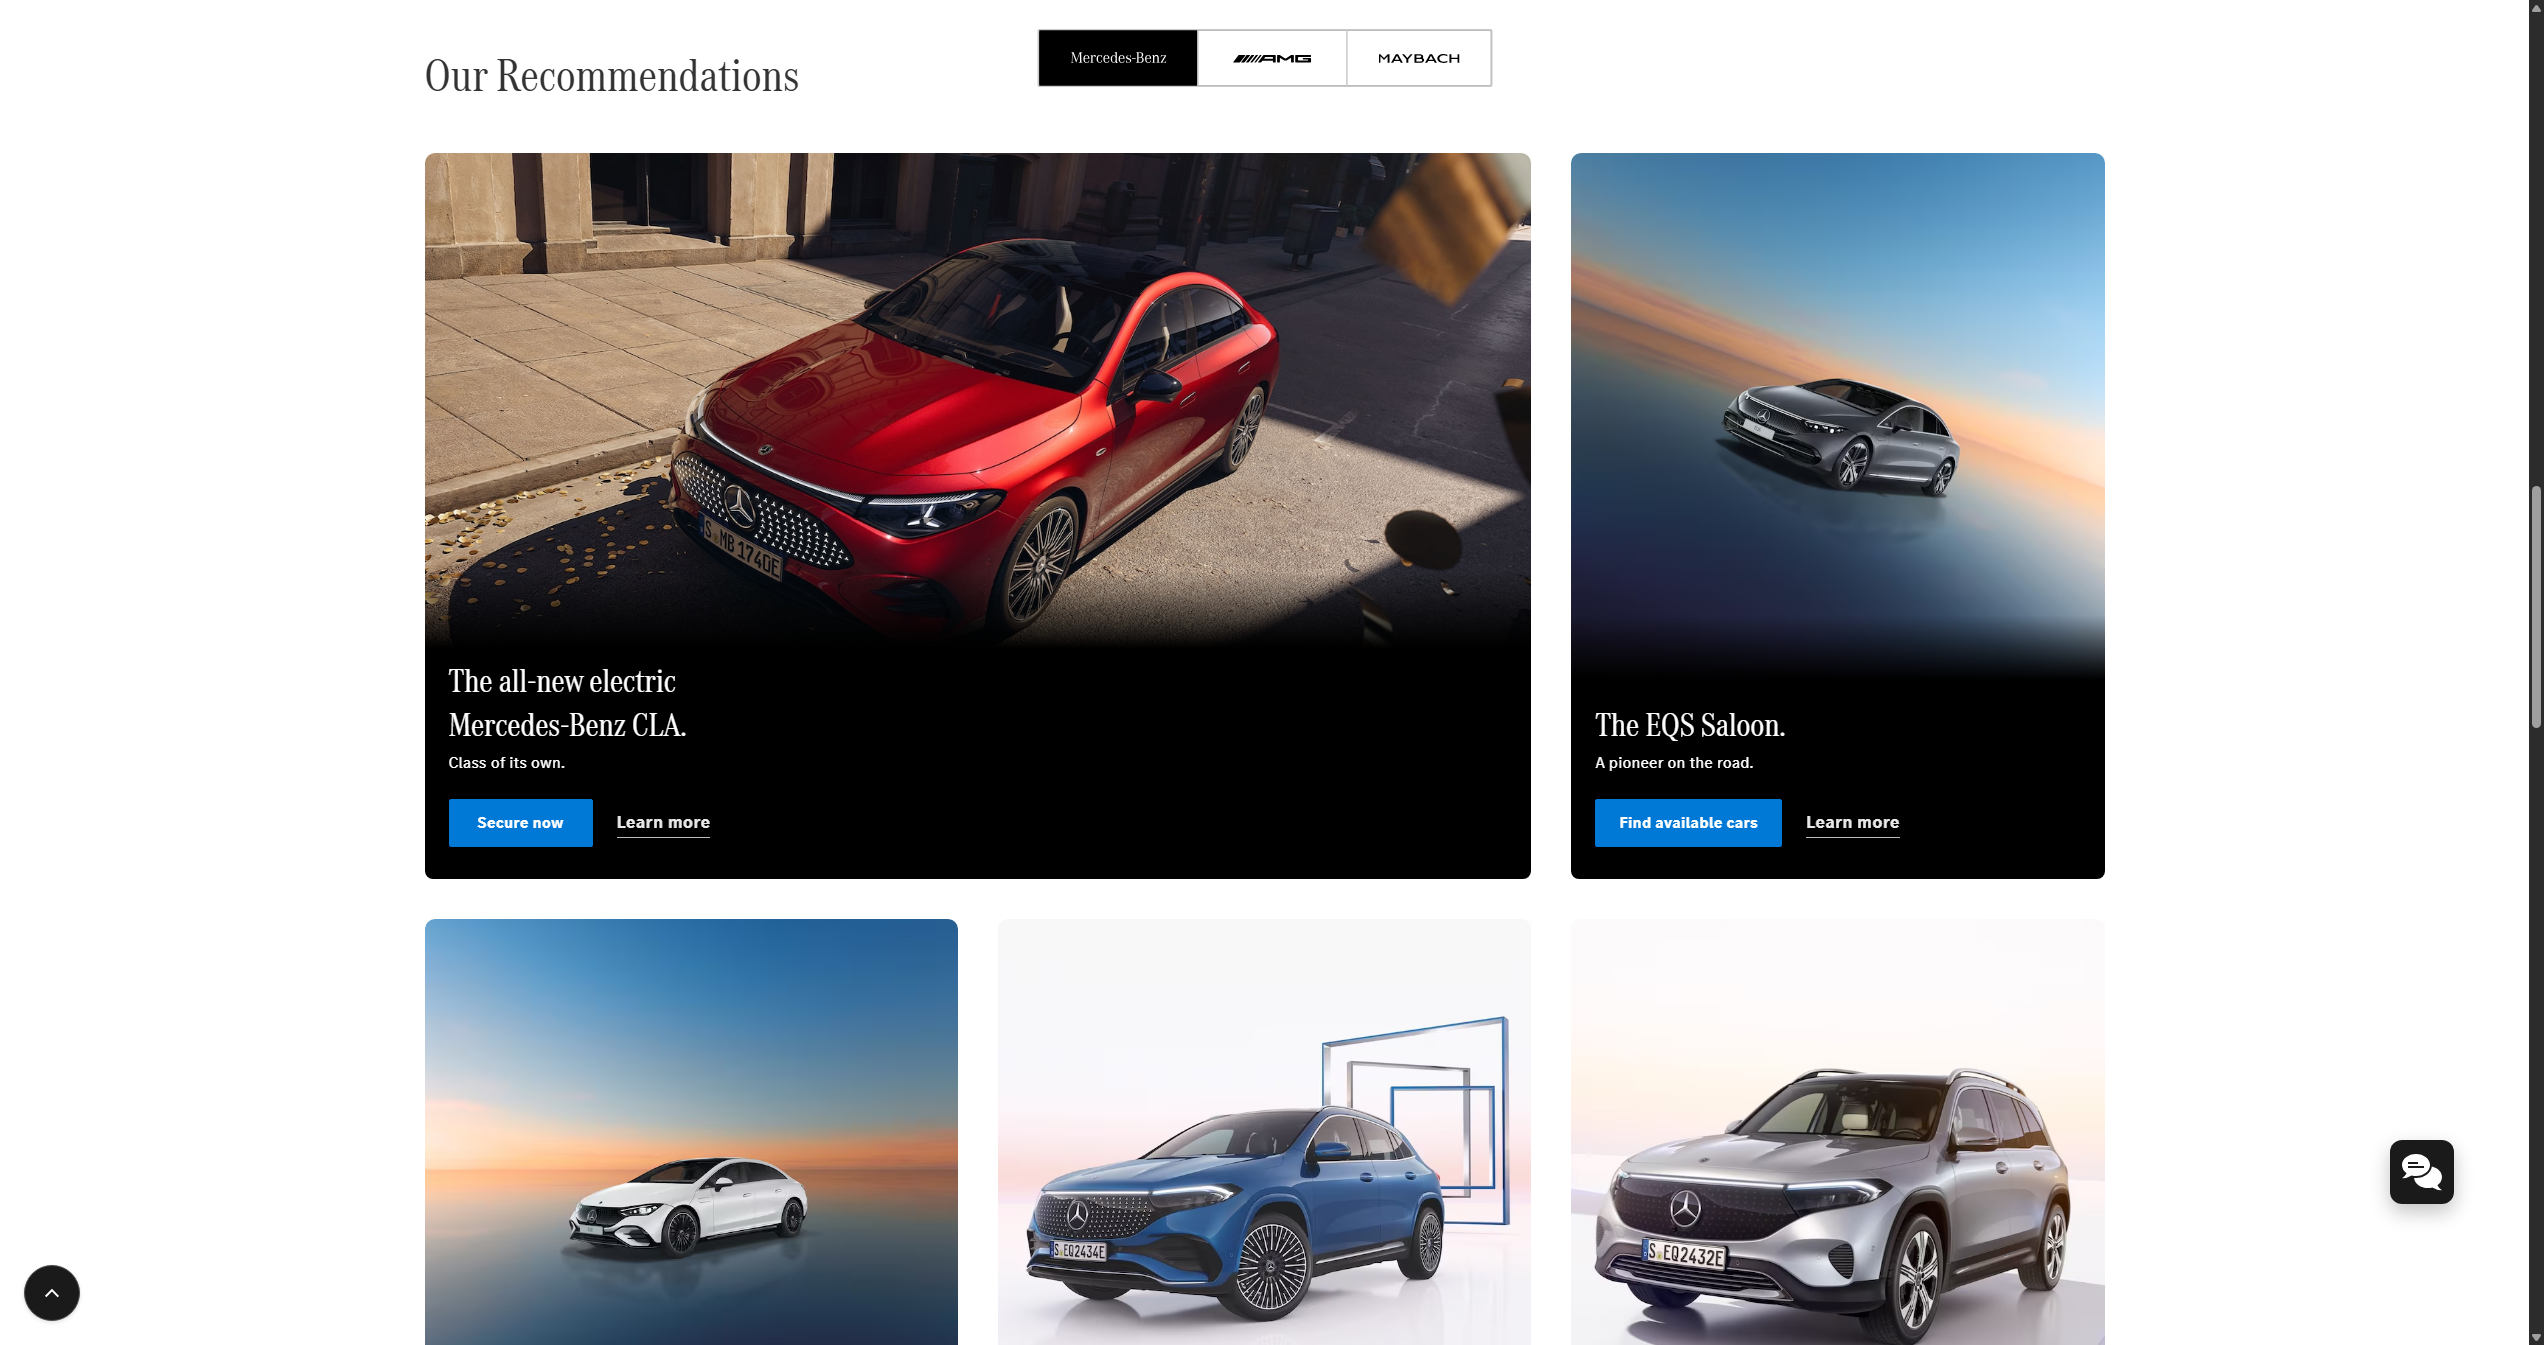 Mercedes-Benz
AMG
MAYBACH
Our Recommendations
S MB 1740E
The all-new electric
Mercedes-Benz CLA.
Class of its own.
Secure now
Learn more
The EQS Saloon.
A pioneer on the road.
Find available cars
Learn more
S EQ2434E
S EQ2432E